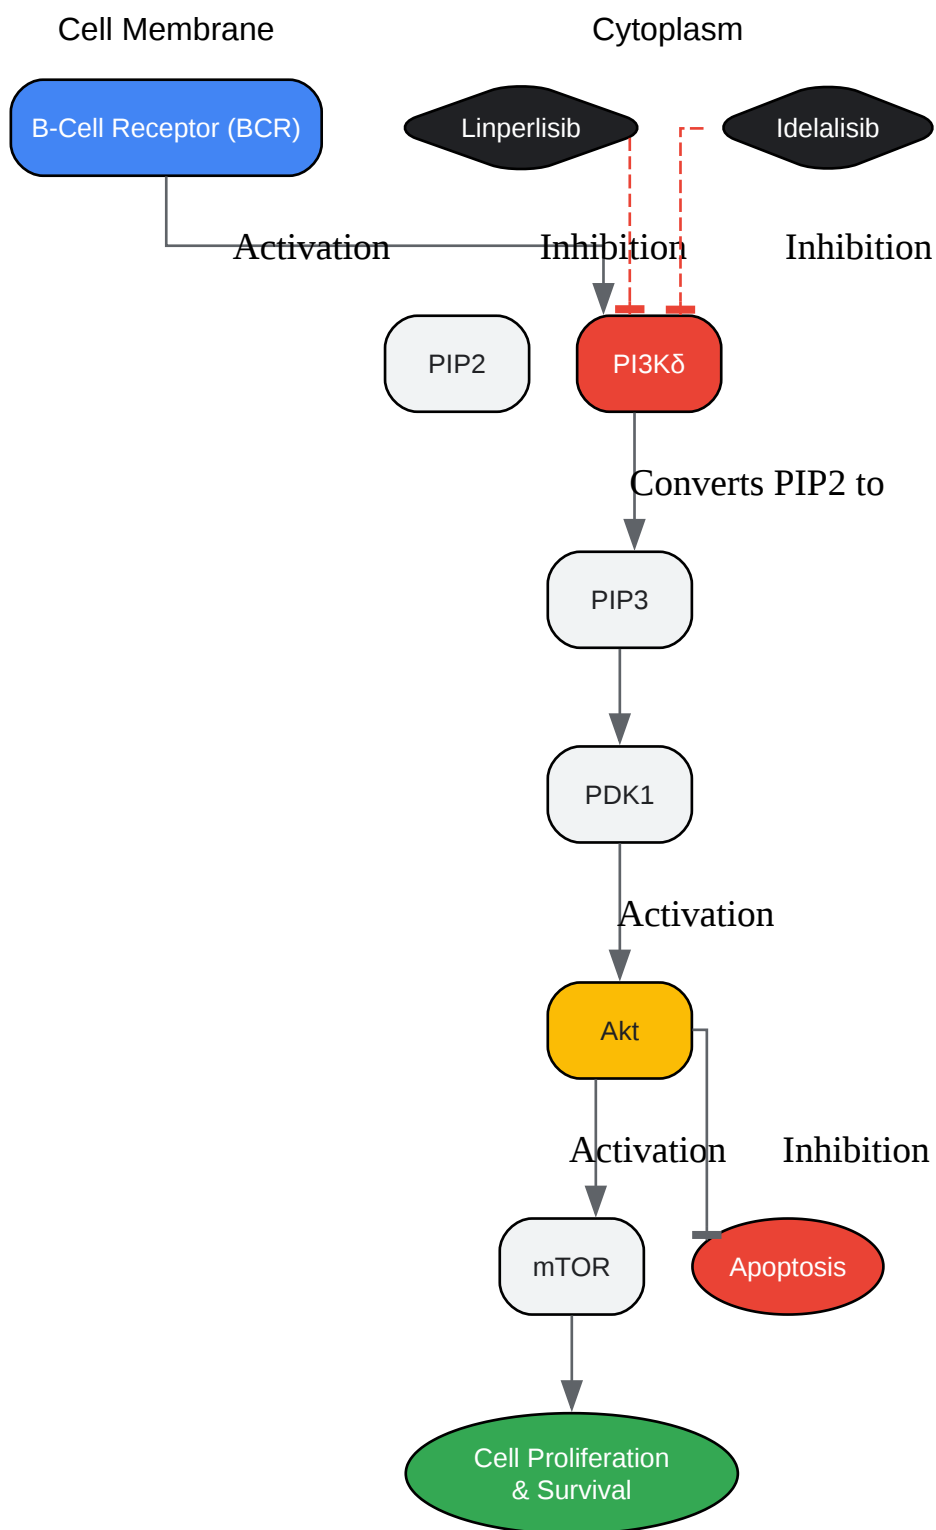 Cell Membrane
Cytoplasm
B-Cell Receptor (BCR)
Linperlisib
Idelalisib
Activation
Inhibition
Inhibition
PIP2
PI3Kδ
Converts PIP2 to
PIP3
PDK1
Activation
Akt
Activation
Inhibition
mTOR
Apoptosis
Cell Proliferation
& Survival